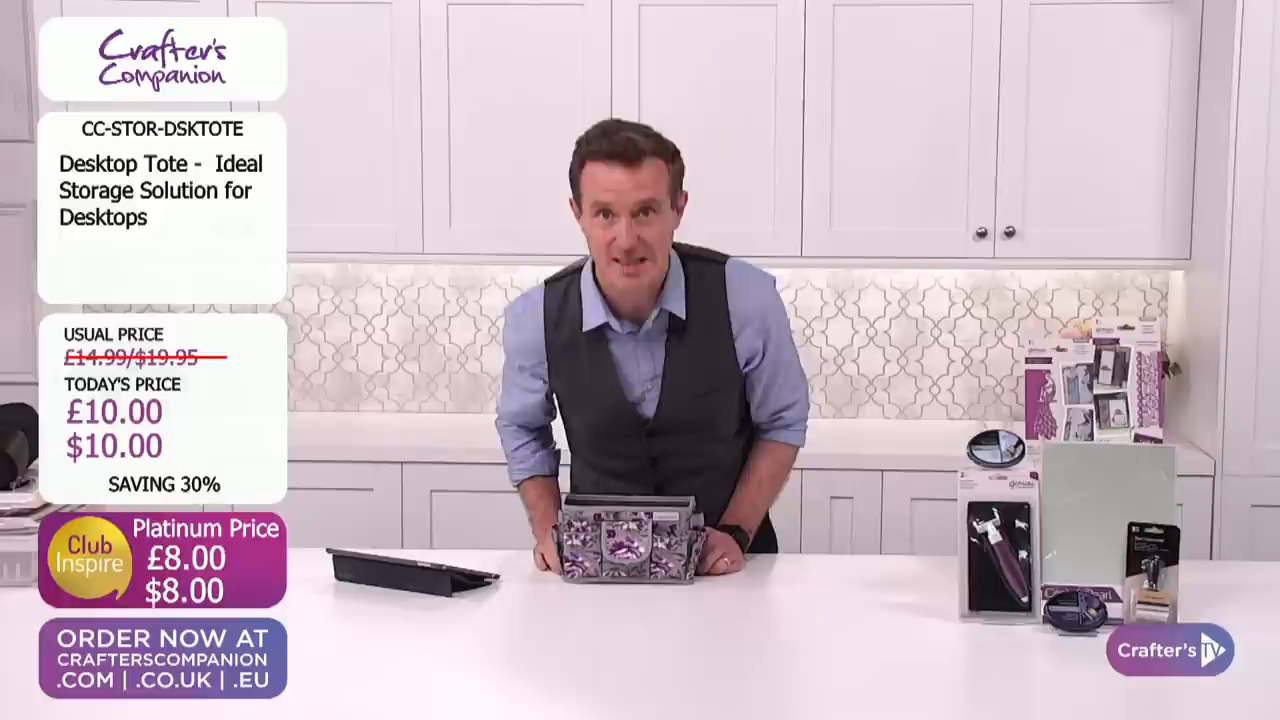 Crafter's
Companion
CC-STOR-DSKTOTE
Desktop Tote - Ideal
Storage Solution for
Desktops
USUAL PRICE
£14.99/$19.95
TODAY'S PRICE
£10.00
$10.00
SAVING 30%
Club
Inspire
Platinum Price
£8.00
$8.00
ORDER NOW AT
CRAFTERSCOMPANION
.COM | .CO.UK | .EU
gemini
Crafter's TV